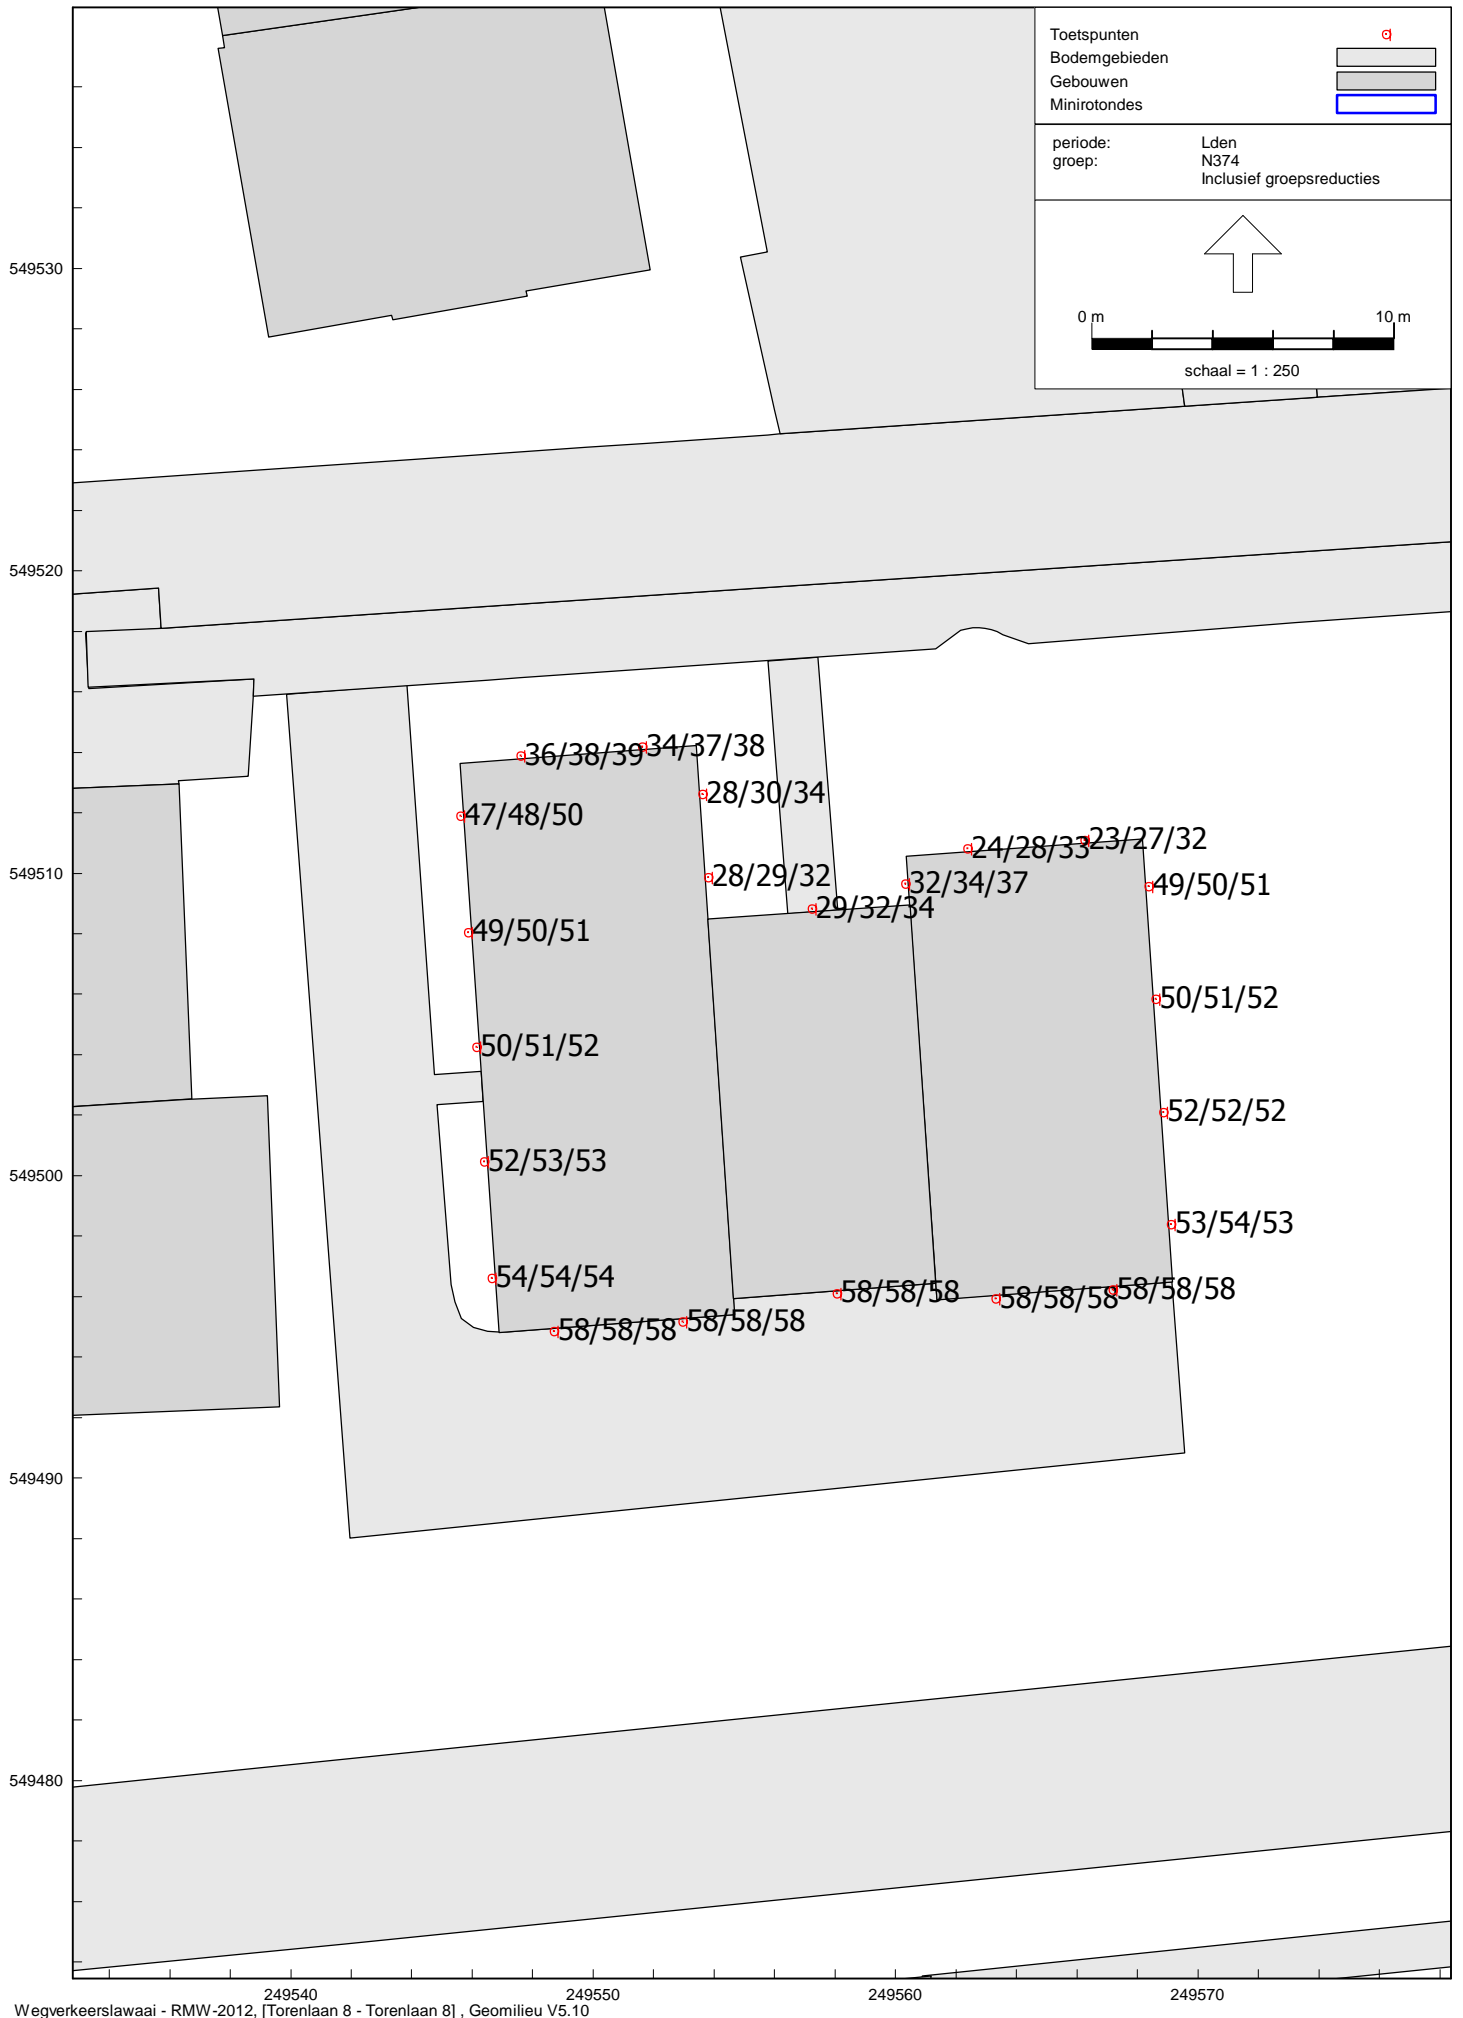 Toetspunten
Bodemgebieden
Gebouwen
Minirotondes
periode: Lden
groep: N374
Inclusief groepsreducties
0 m 10 m
schaal = 1 : 250
549530
549520
549510
549500
549490
549480
36/38/39 34/37/38
28/30/34
47/48/50
24/28/33 23/27/32
28/29/32 32/34/37 49/50/51
29/32/34
49/50/51
50/51/52
50/51/52
52/52/52
52/53/53
53/54/53
54/54/54
58/58/58 58/58/58 58/58/58
58/58/58 58/58/58
249540 249550 249560 249570
Wegverkeerslawaai - RMW-2012, [Torenlaan 8 - Torenlaan 8] , Geomilieu V5.10